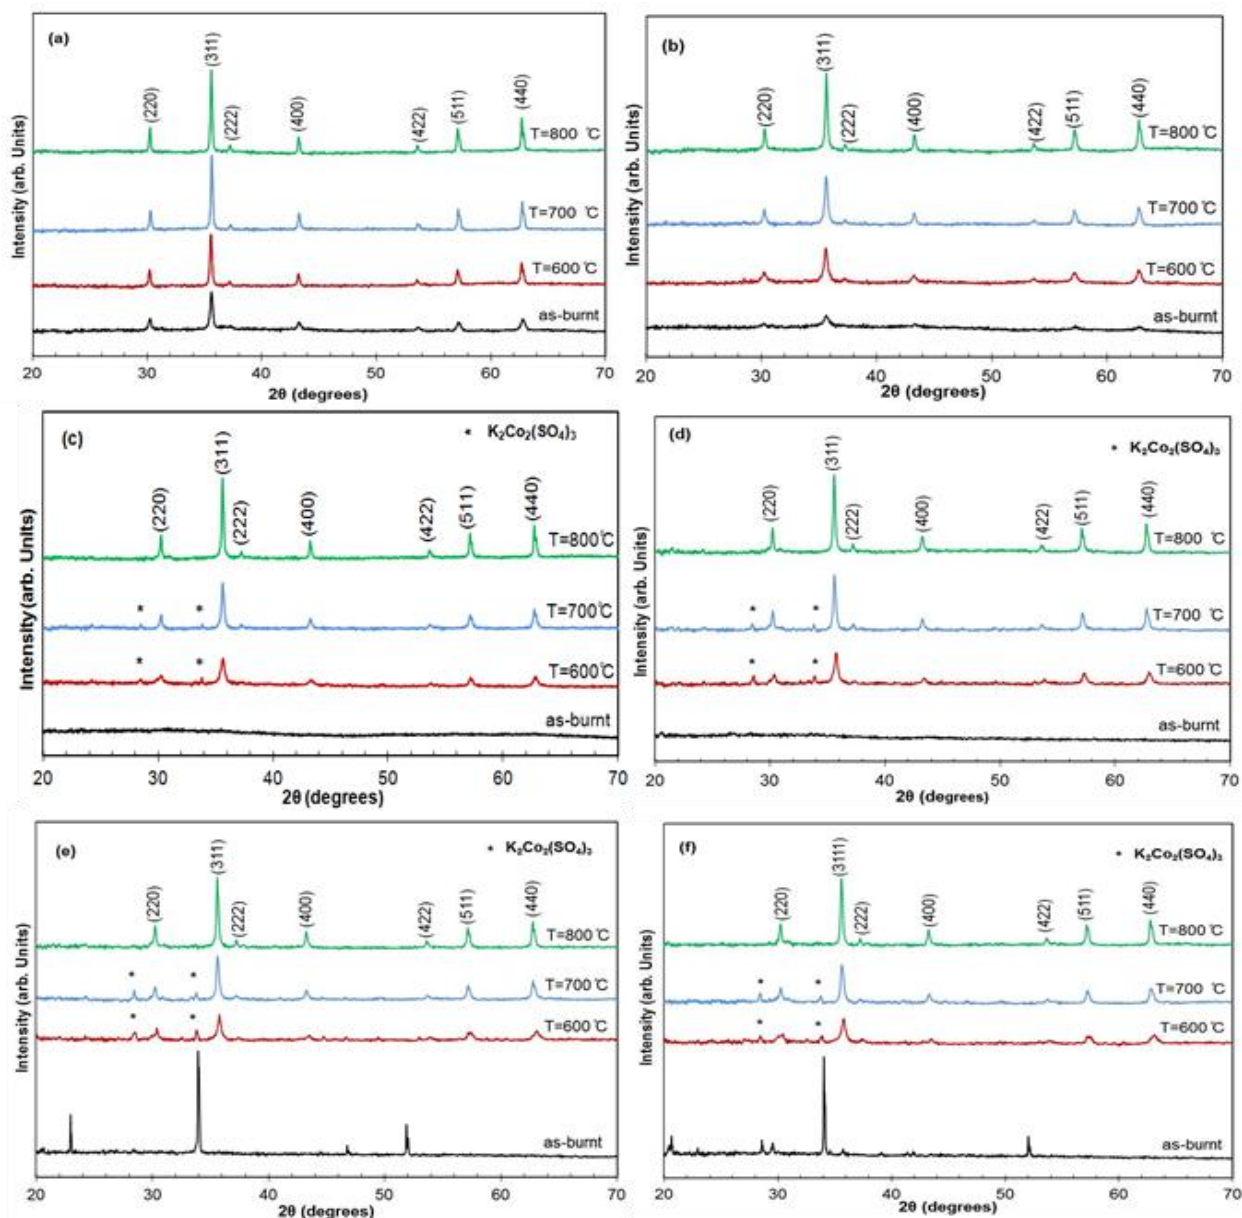 (a)
(220)
(311)
(222)
(400)
(422)
(511)
(440)
T=800 ℃
T=700 ℃
T=600℃
as-burnt
Intensity (arb. Units)
20 30 40 50 60 70
2θ (degrees)
(b)
(220)
(311)
(222)
(400)
(422)
(511)
(440)
T=800 ℃
T=700 ℃
T=600 ℃
as-burnt
Intensity (arb. Units)
20 30 40 50 60 70
2θ (degrees)
(c)
* K₂Co₂(SO₄)₃
(220)
(311)
(222)
(400)
(422)
(511)
(440)
T=800℃
* *
T=700℃
* *
T=600℃
as-burnt
Intensity (arb. Units)
20 30 40 50 60 70
2θ (degrees)
(d)
* K₂Co₂(SO₄)₃
(220)
(311)
(222)
(400)
(422)
(511)
(440)
T=800 ℃
* *
T=700 ℃
* *
T=600 ℃
as-burnt
Intensity (arb. Units)
20 30 40 50 60 70
2θ (degrees)
(e)
* K₂Co₂(SO₄)₃
(220)
(311)
(222)
(400)
(422)
(511)
(440)
T=800℃
* *
T=700 ℃
* *
T=600 ℃
as-burnt
Intensity (arb. Units)
20 30 40 50 60 70
2θ (degrees)
(f)
* K₂Co₂(SO₄)₃
(220)
(3111)
(222)
(400)
(422)
(511)
(440)
T=800 ℃
* *
T=700 ℃
* *
T=600℃
as-burnt
Intensity (arb. Units)
20 30 40 50 60 70
2θ (degrees)